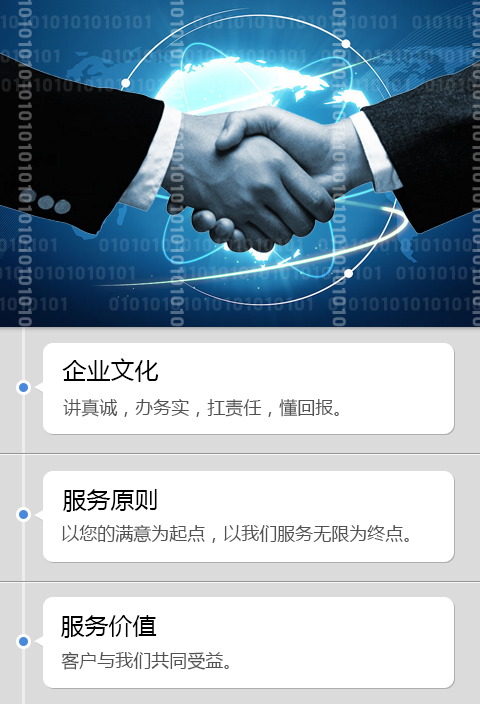 企业文化
讲真诚，办务实，扛责任，懂回报。
服务原则
以您的满意为起点，以我们服务无限为终点。
服务价值
客户与我们共同受益。